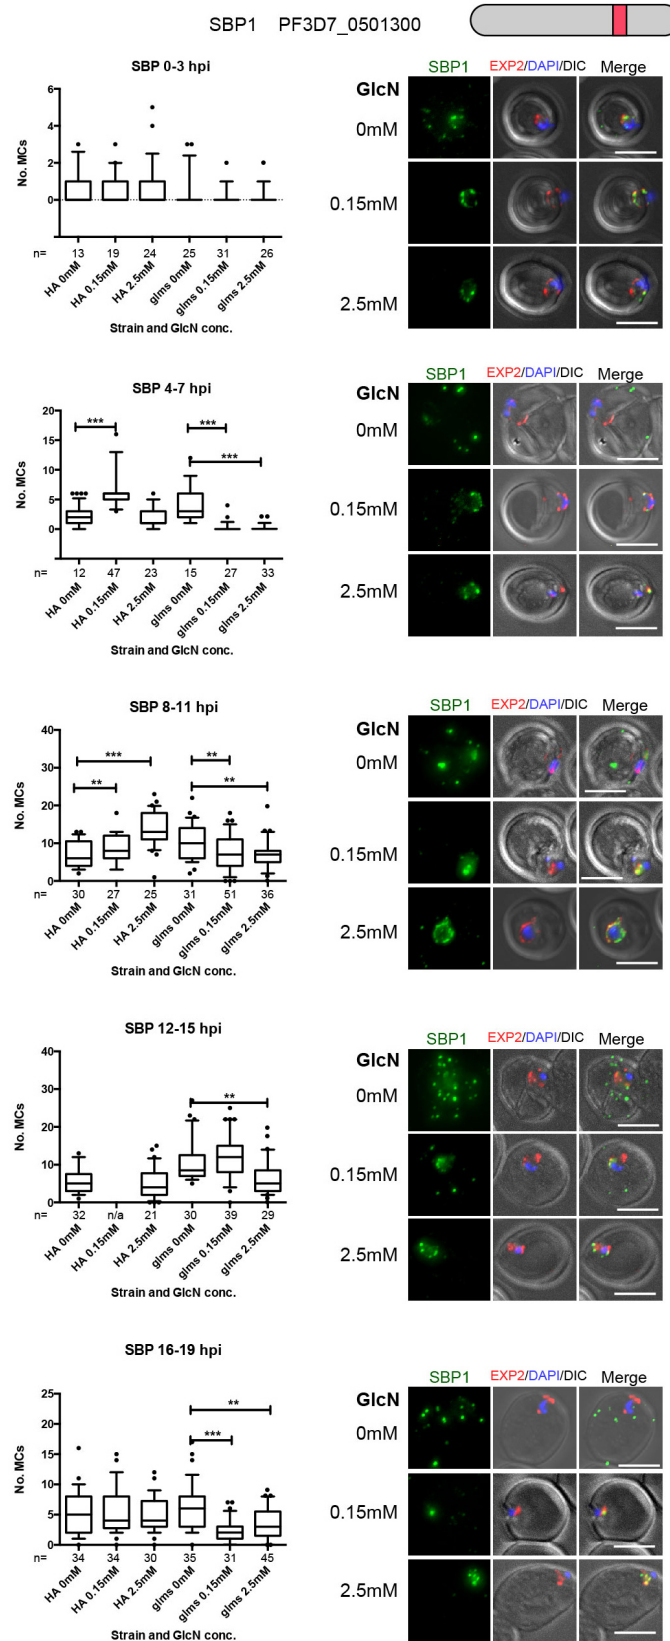 SBP1 PF3D7_0501300
SBP 0-3 hpi
No. MCs
6
4
2
0
n= 13 19 24 25 31 26
HA 0mM
HA 0.15mM
HA 2.5mM
glms 0mM
glms 0.15mM
glms 2.5mM
Strain and GlcN conc.
SBP1 EXP2/DAPI/DIC Merge
GlcN
0mM
0.15mM
2.5mM
SBP 4-7 hpi
No. MCs
20
15
10
5
0
*** *** ***
n= 12 47 23 15 27 33
HA 0mM
HA 0.15mM
HA 2.5mM
glms 0mM
glms 0.15mM
glms 2.5mM
Strain and GlcN conc.
SBP1 EXP2/DAPI/DIC Merge
GlcN
0mM
0.15mM
2.5mM
SBP 8-11 hpi
No. MCs
40
30
20
10
0
*** ** ** **
n= 30 27 25 31 51 36
HA 0mM
HA 0.15mM
HA 2.5mM
glms 0mM
glms 0.15mM
glms 2.5mM
Strain and GlcN conc.
SBP1 EXP2/DAPI/DIC Merge
GlcN
0mM
0.15mM
2.5mM
SBP 12-15 hpi
No. MCs
40
30
20
10
0
**
n= 32 n/a 21 30 39 29
HA 0mM
HA 0.15mM
HA 2.5mM
glms 0mM
glms 0.15mM
glms 2.5mM
Strain and GlcN conc.
SBP1 EXP2/DAPI/DIC Merge
GlcN
0mM
0.15mM
2.5mM
SBP 16-19 hpi
No. MCs
25
20
15
10
5
0
** ***
n= 34 34 30 35 31 45
HA 0mM
HA 0.15mM
HA 2.5mM
glms 0mM
glms 0.15mM
glms 2.5mM
Strain and GlcN conc.
SBP1 EXP2/DAPI/DIC Merge
GlcN
0mM
0.15mM
2.5mM